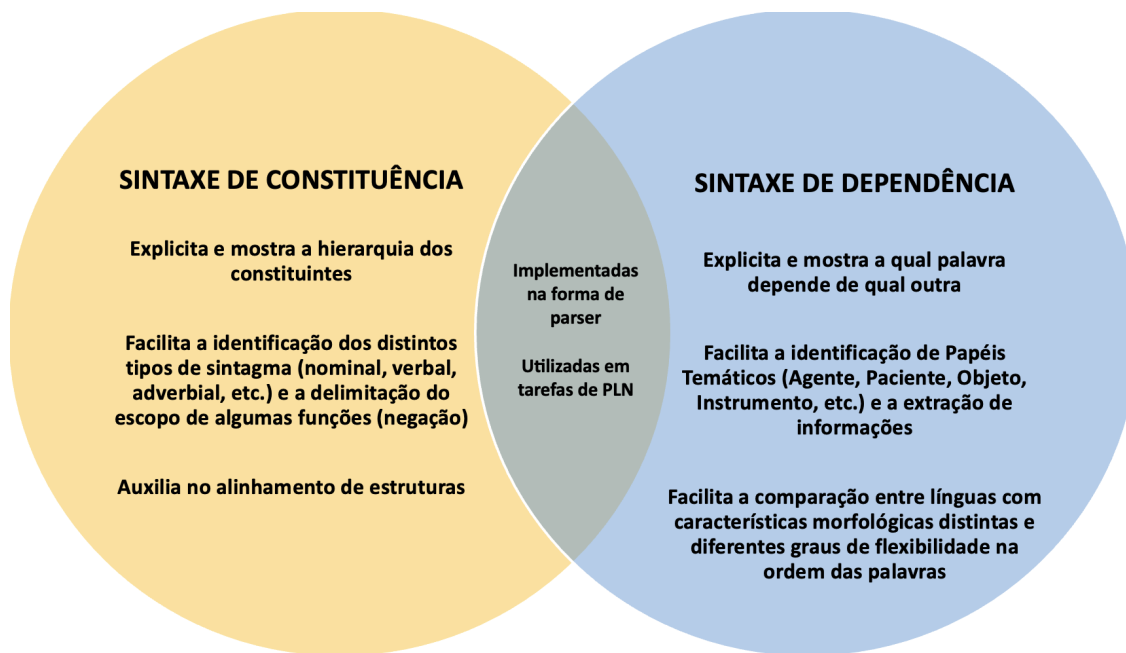 SINTAXE DE CONSTITUÊNCIA
Explicita e mostra a hierarquia dos
constituintes
Facilita a identificação dos distintos
tipos de sintagma (nominal, verbal,
adverbial, etc.) e a delimitação do
escopo de algumas funções (negação)
Auxilia no alinhamento de estruturas
Implementadas
na forma de
parser
Utilizadas em
tarefas de PLN
SINTAXE DE DEPENDÊNCIA
Explicita e mostra a qual palavra
depende de qual outra
Facilita a identificação de Papéis
Temáticos (Agente, Paciente, Objeto,
Instrumento, etc.) e a extração de
informações
Facilita a comparação entre línguas com
características morfológicas distintas e
diferentes graus de flexibilidade na
ordem das palavras